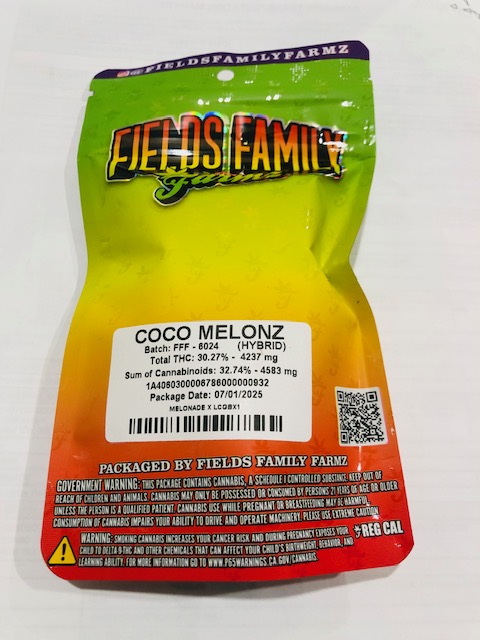 FIELDSFAMILYFARMZ
FIELDS FAMILY
Farmz
COCO MELONZ
Batch: FFF - 6024 (HYBRID)
Total THC: 30.27% - 4237 mg
Sum of Cannabinoids: 32.74% - 4583 mg
1A4060300006786000000932
Package Date: 07/01/2025
MELONADE X LCGBX1
PACKAGED BY FIELDS FAMILY FARMZ
GOVERNMENT WARNING: THIS PACKAGE CONTAINS CANNABIS, A SCHEDULE I CONTROLLED SUBSTANCE. KEEP OUT OF
REACH OF CHILDREN AND ANIMALS. CANNABIS MAY ONLY BE POSSESSED OR CONSUMED BY PERSONS 21 YEARS OF AGE OR OLDER
UNLESS THE PERSON IS A QUALIFIED PATIENT. CANNABIS USE WHILE PREGNANT OR BREASTFEEDING MAY BE HARMFUL.
CONSUMPTION OF CANNABIS IMPAIRS YOUR ABILITY TO DRIVE AND OPERATE MACHINERY. PLEASE USE EXTREME CAUTION.
WARNING: SMOKING CANNABIS INCREASES YOUR CANCER RISK AND DURING PREGNANCY EXPOSES YOUR
CHILD TO DELTA 9-THC AND OTHER CHEMICALS THAT CAN AFFECT YOUR CHILD'S BIRTHWEIGHT, BEHAVIOR, AND
LEARNING ABILITY. FOR MORE INFORMATION GO TO WWW.P65WARNINGS.CA.GOV/CANNABIS.
REG CAL